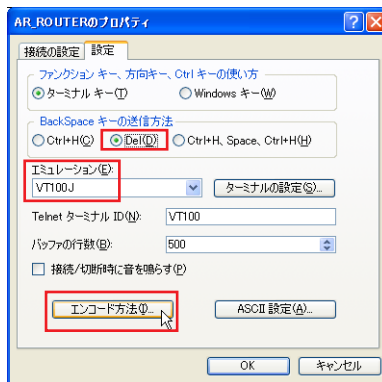 AR_ROUTERのプロパティ
接続の設定 設定
ファンクション キー、方向キー、Ctrl キーの使い方
ターミナル キー(T) Windows キー(W)
BackSpace キーの送信方法
Ctrl+H(C) Del(D) Ctrl+H, Space、Ctrl+H(H)
エミュレーション(E):
VT100J ターミナルの設定(S)...
Telnet ターミナル ID(N): VT100
バッファの行数(B): 500
接続/切断時に音を鳴らす(P)
エンコード方法(I)... ASCII 設定(A)...
OK キャンセル